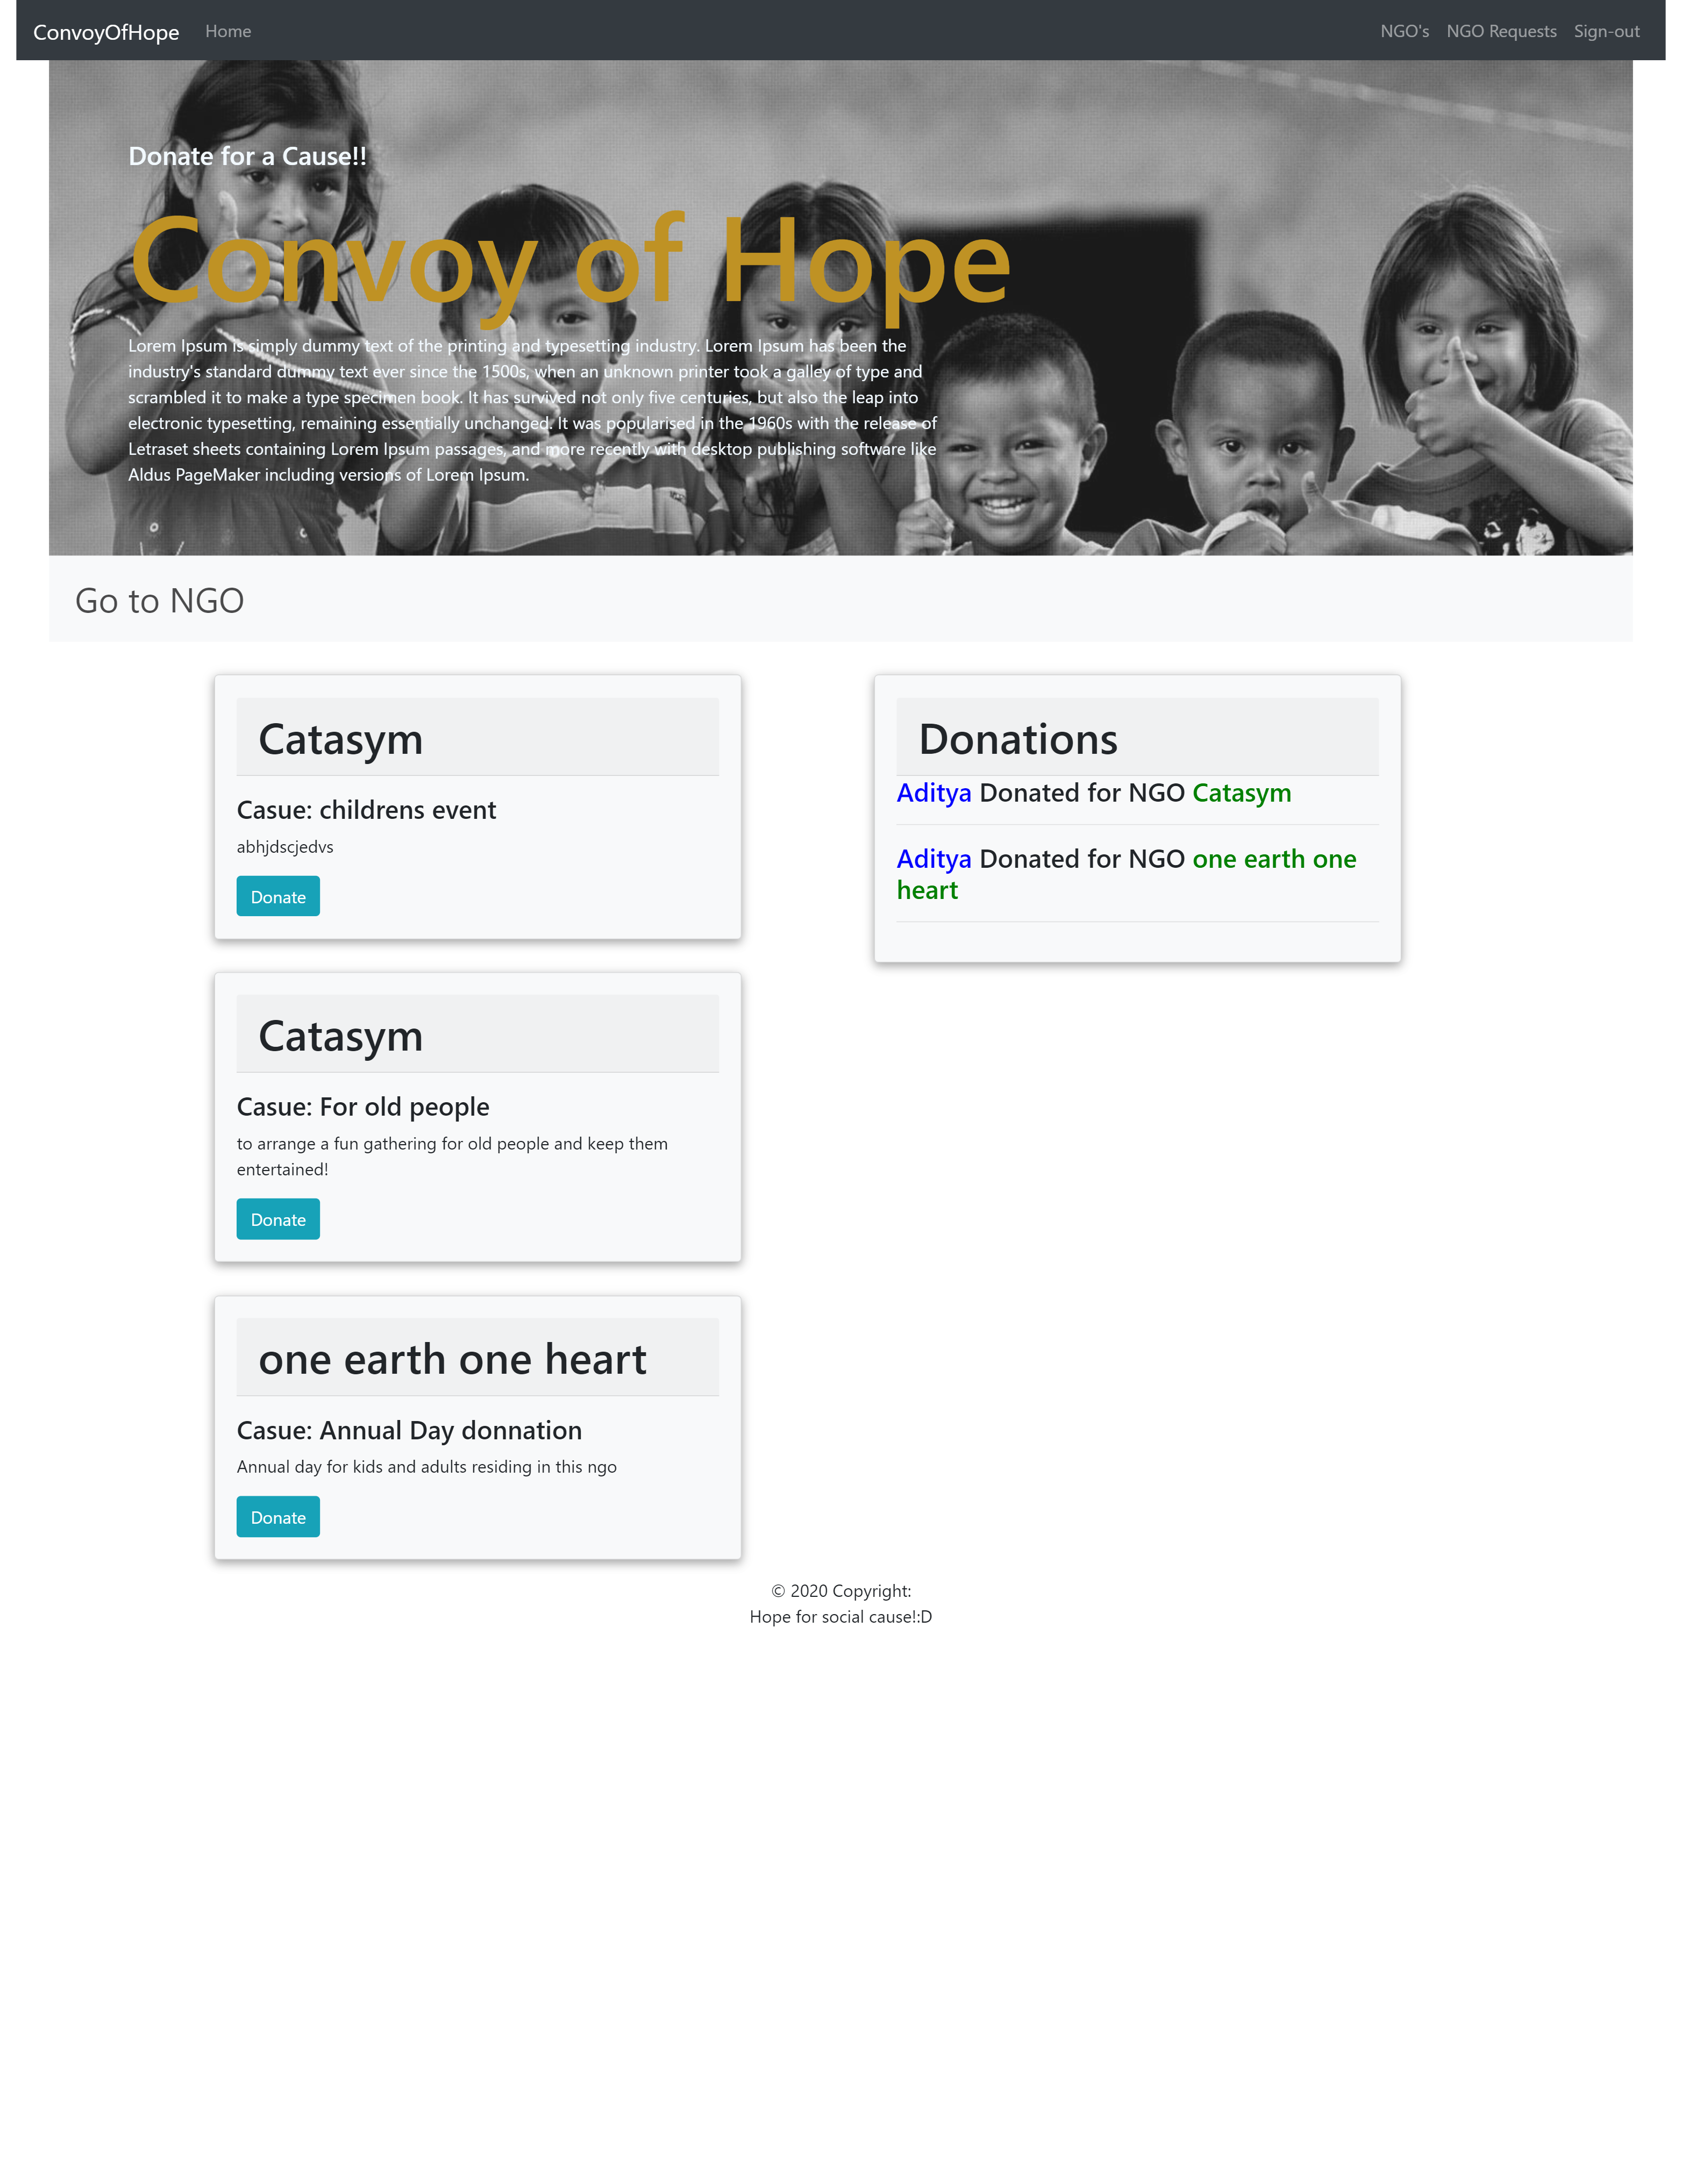 ConvoyOfHope Home NGO's NGO Requests Sign-out
Donate for a Cause!!
Convoy of Hope
Lorem Ipsum is simply dummy text of the printing and typesetting industry. Lorem Ipsum has been the
industry's standard dummy text ever since the 1500s, when an unknown printer took a galley of type and
scrambled it to make a type specimen book. It has survived not only five centuries, but also the leap into
electronic typesetting, remaining essentially unchanged. It was popularised in the 1960s with the release of
Letraset sheets containing Lorem Ipsum passages, and more recently with desktop publishing software like
Aldus PageMaker including versions of Lorem Ipsum.
Go to NGO
Catasym
Casue: childrens event
abhjdscjedvs
Donate
Catasym
Casue: For old people
to arrange a fun gathering for old people and keep them
entertained!
Donate
one earth one heart
Casue: Annual Day donnation
Annual day for kids and adults residing in this ngo
Donate
Donations
Aditya Donated for NGO Catasym
Aditya Donated for NGO one earth one
heart
© 2020 Copyright:
Hope for social cause!:D